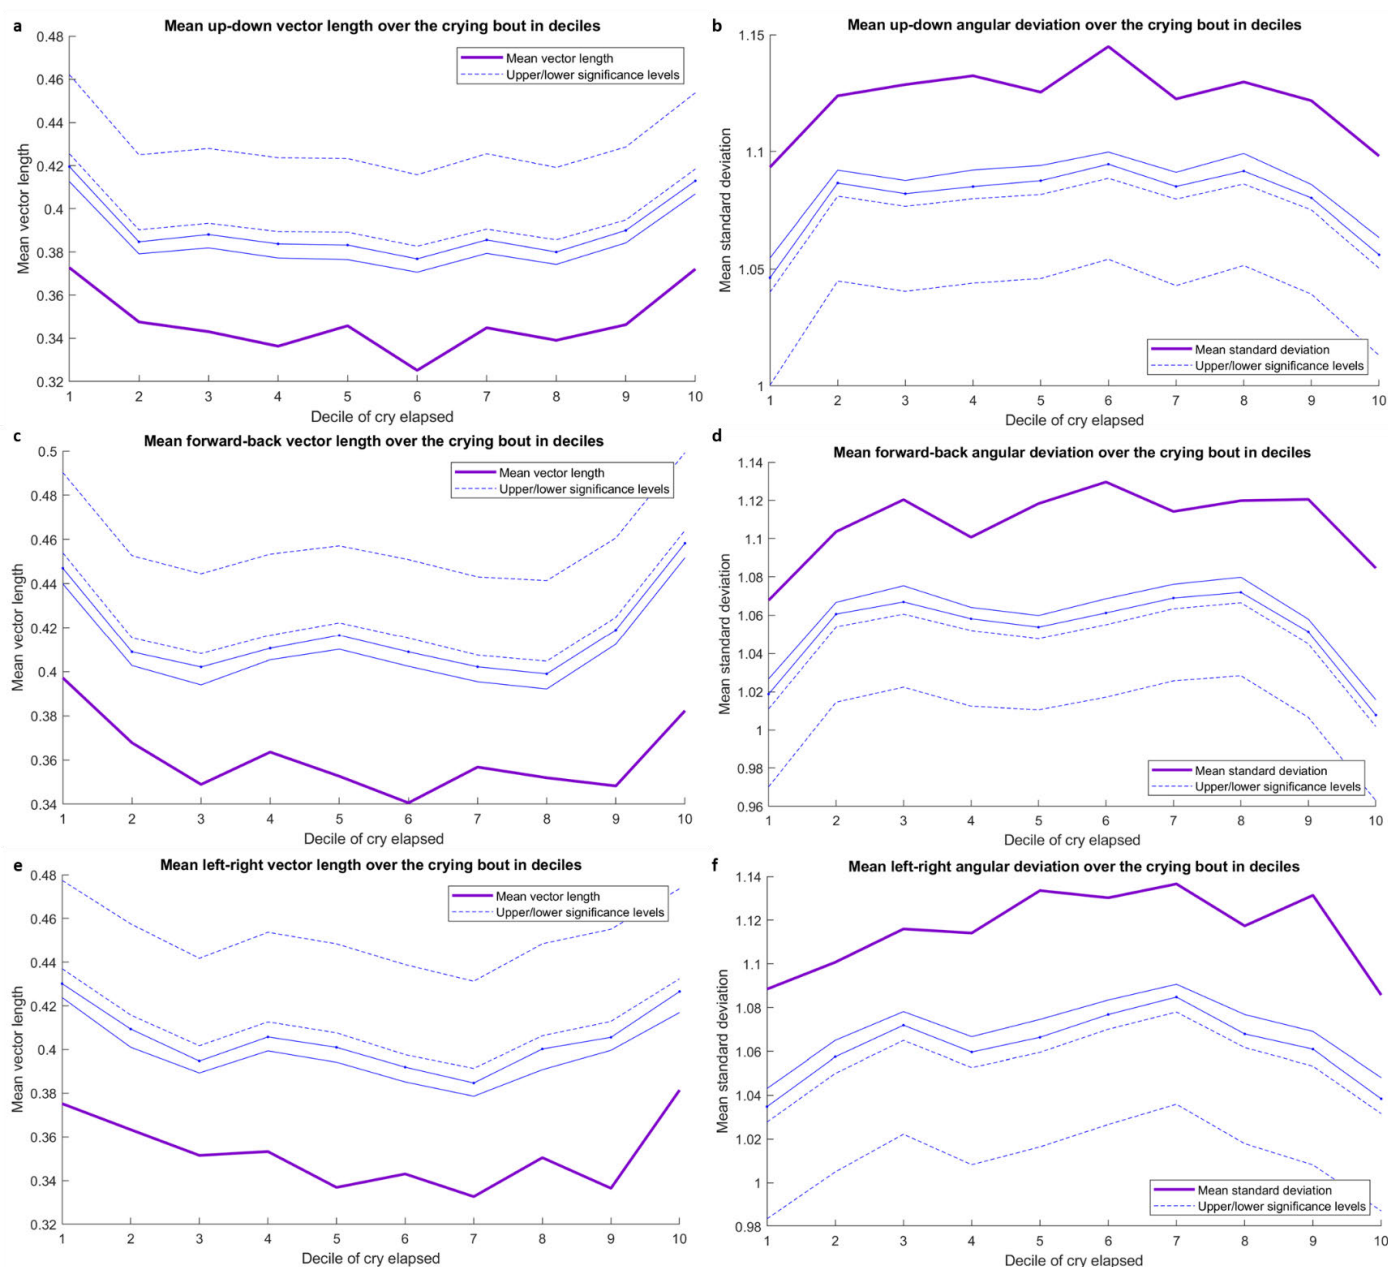 a
Mean up-down vector length over the crying bout in deciles
0.48
0.46
0.44
0.42
0.4
0.38
0.36
0.34
0.32
Mean vector length
Mean vector length
Upper/lower significance levels
1 2 3 4 5 6 7 8 9 10
Decile of cry elapsed
b
Mean up-down angular deviation over the crying bout in deciles
1.15
1.1
1.05
1
Mean standard deviation
Mean standard deviation
Upper/lower significance levels
1 2 3 4 5 6 7 8 9 10
Decile of cry elapsed
c
Mean forward-back vector length over the crying bout in deciles
0.5
0.48
0.46
0.44
0.42
0.4
0.38
0.36
0.34
Mean vector length
Mean vector length
Upper/lower significance levels
1 2 3 4 5 6 7 8 9 10
Decile of cry elapsed
d
Mean forward-back angular deviation over the crying bout in deciles
1.14
1.12
1.1
1.08
1.06
1.04
1.02
1
0.98
0.96
Mean standard deviation
Mean standard deviation
Upper/lower significance levels
1 2 3 4 5 6 7 8 9 10
Decile of cry elapsed
e
Mean left-right vector length over the crying bout in deciles
0.48
0.46
0.44
0.42
0.4
0.38
0.36
0.34
0.32
Mean vector length
Mean vector length
Upper/lower significance levels
1 2 3 4 5 6 7 8 9 10
Decile of cry elapsed
f
Mean left-right angular deviation over the crying bout in deciles
1.14
1.12
1.1
1.08
1.06
1.04
1.02
1
0.98
Mean standard deviation
Mean standard deviation
Upper/lower significance levels
1 2 3 4 5 6 7 8 9 10
Decile of cry elapsed